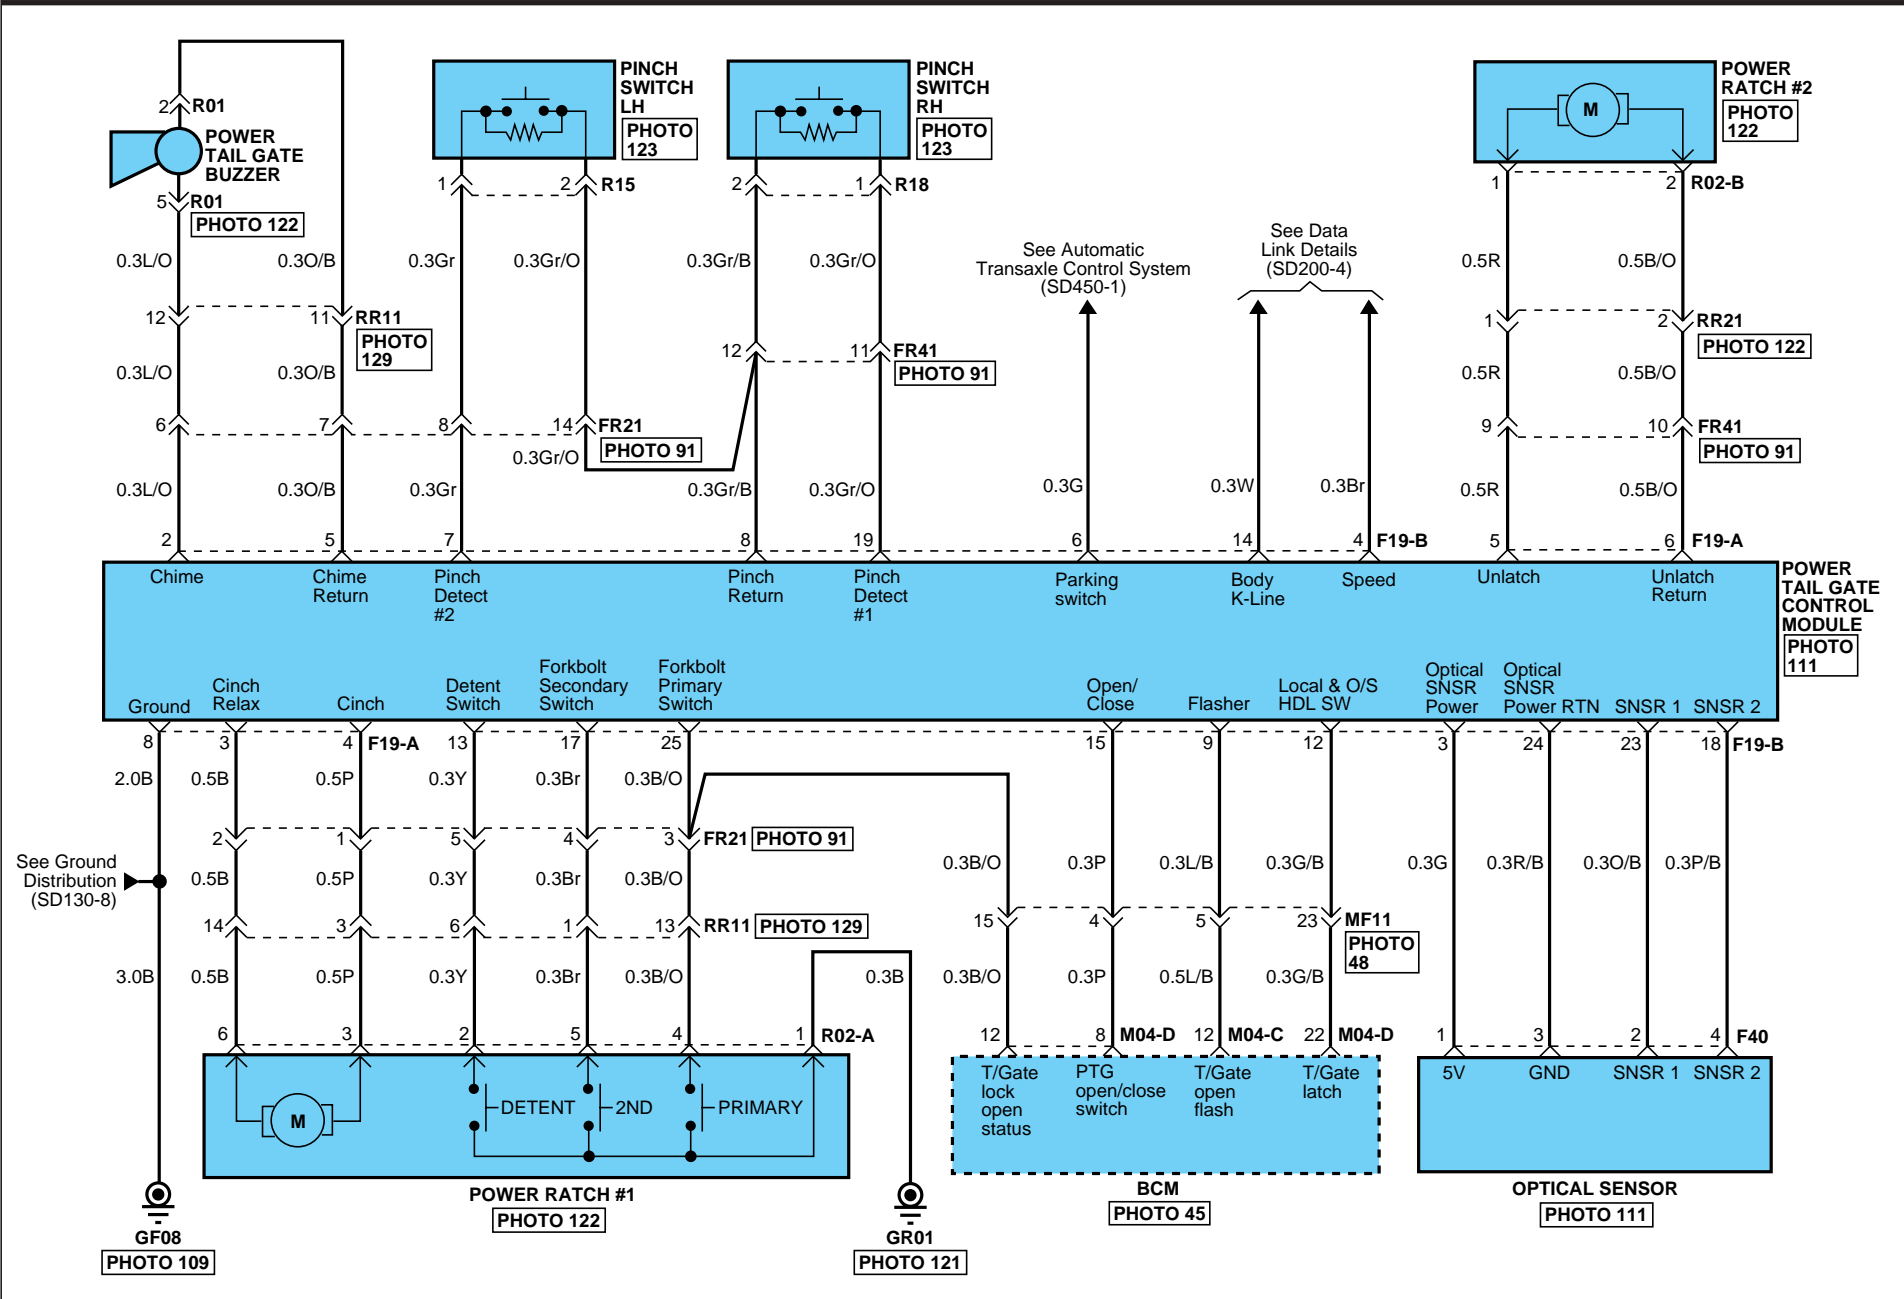 2 R01
POWER
TAIL GATE
BUZZER
5 R01
PHOTO 122
PINCH
SWITCH
LH
PHOTO
123
1 2 R15
PINCH
SWITCH
RH
PHOTO
123
2 1 R18
M
POWER
RATCH #2
PHOTO
122
1 2 R02-B
See Automatic
Transaxle Control System
(SD450-1)
See Data
Link Details
(SD200-4)
0.3L/O 0.3O/B 0.3Gr 0.3Gr/O 0.3Gr/B 0.3Gr/O 0.5R 0.5B/O
12 11 RR11
PHOTO
129
12 11 FR41
PHOTO 91
1 2 RR21
PHOTO 122
0.3L/O 0.3O/B 0.5R 0.5B/O
6 7 8 14 FR21
PHOTO 91
0.3Gr/O
9 10 FR41
PHOTO 91
0.3L/O 0.3O/B 0.3Gr 0.3Gr/B 0.3Gr/O 0.3G 0.3W 0.3Br 0.5R 0.5B/O
2 5 7 8 19 6 14 4 F19-B 5 6 F19-A
Chime
Chime
Return
Pinch
Detect
#2
Pinch
Return
Pinch
Detect
#1
Parking
switch
Body
K-Line
Speed
Unlatch
Unlatch
Return
POWER
TAIL GATE
CONTROL
MODULE
PHOTO
111
Ground
Cinch
Relax
Cinch
Detent
Switch
Forkbolt
Secondary
Switch
Forkbolt
Primary
Switch
Open/
Close
Flasher
Local & O/S
HDL SW
Optical
SNSR
Power
Optical
SNSR
Power RTN
SNSR 1
SNSR 2
8 3 4 F19-A 13 17 25 15 9 12 3 24 23 18 F19-B
2.0B 0.5B 0.5P 0.3Y 0.3Br 0.3B/O
2 1 5 4 3 FR21 PHOTO 91
See Ground
Distribution
(SD130-8)
0.5B 0.5P 0.3Y 0.3Br 0.3B/O
0.3B/O 0.3P 0.3L/B 0.3G/B 0.3G 0.3R/B 0.3O/B 0.3P/B
14 3 6 1 13 RR11 PHOTO 129
15 4 5 23 MF11
PHOTO
48
3.0B 0.5B 0.5P 0.3Y 0.3Br 0.3B/O 0.3B 0.3B/O 0.3P 0.5L/B 0.3G/B
6 3 2 5 4 1 R02-A
12 8 M04-D 12 M04-C 22 M04-D
1 3 2 4 F40
M
DETENT 2ND PRIMARY
T/Gate
lock
open
status
PTG
open/close
switch
T/Gate
open
flash
T/Gate
latch
5V GND SNSR 1 SNSR 2
POWER RATCH #1
PHOTO 122
BCM
PHOTO 45
OPTICAL SENSOR
PHOTO 111
GF08
PHOTO 109
GR01
PHOTO 121